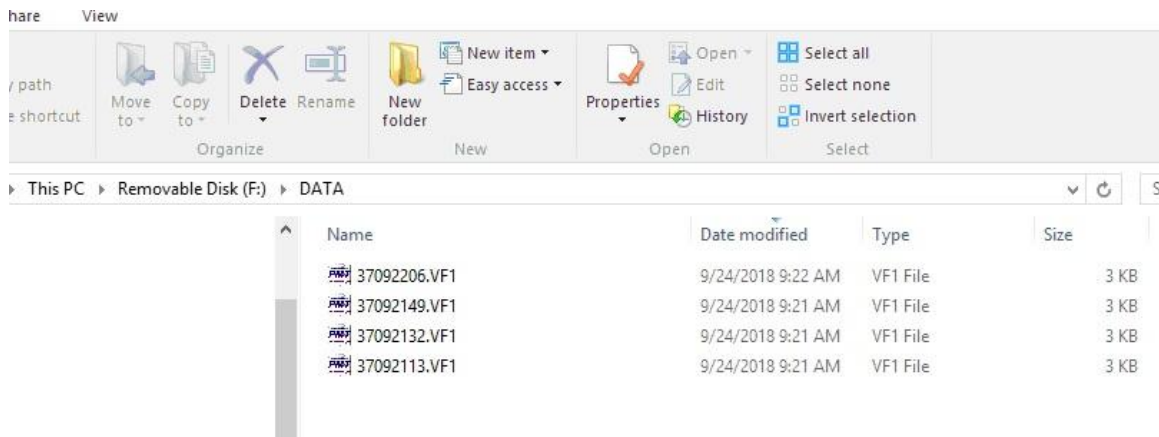 hare View
y path
e shortcut
Move to
Copy to
Delete
Rename
Organize
New folder
New item
Easy access
New
Properties
Open
Edit
History
Open
Select all
Select none
Invert selection
Select
This PC Removable Disk (F:) DATA
S
Name Date modified Type Size
37092206.VF1 9/24/2018 9:22 AM VF1 File 3 KB
37092149.VF1 9/24/2018 9:21 AM VF1 File 3 KB
37092132.VF1 9/24/2018 9:21 AM VF1 File 3 KB
37092113.VF1 9/24/2018 9:21 AM VF1 File 3 KB